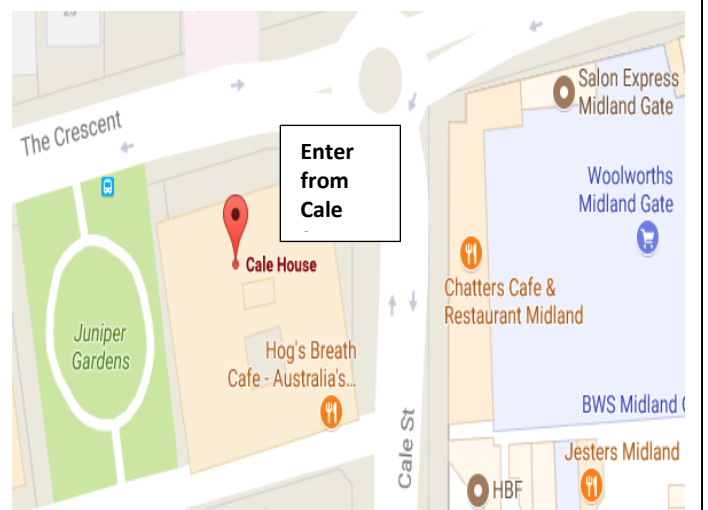 The Crescent
Enter
from
Cale
Salon Express
Midland Gate
Woolworths
Midland Gate
Cale House
Chatters Cafe &
Restaurant Midland
Juniper
Gardens
Hog's Breath
Cafe - Australia's...
BWS Midland
Cale St
Jesters Midland
HBF